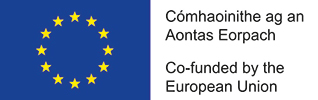 Cómhaoinithe ag an
Aontas Eorpach
Co-funded by the
European Union